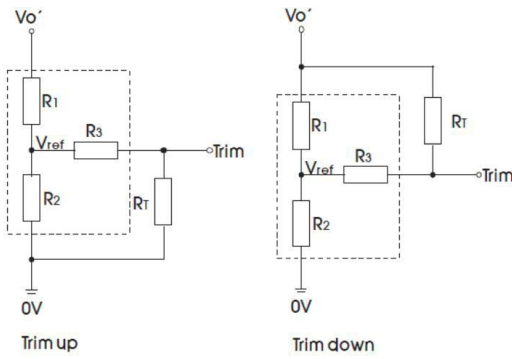 Vo´
R1
Vref
R3
Trim
R2
RT
0V
Trim up
Vo´
R1
RT
Vref
R3
Trim
R2
0V
Trim down